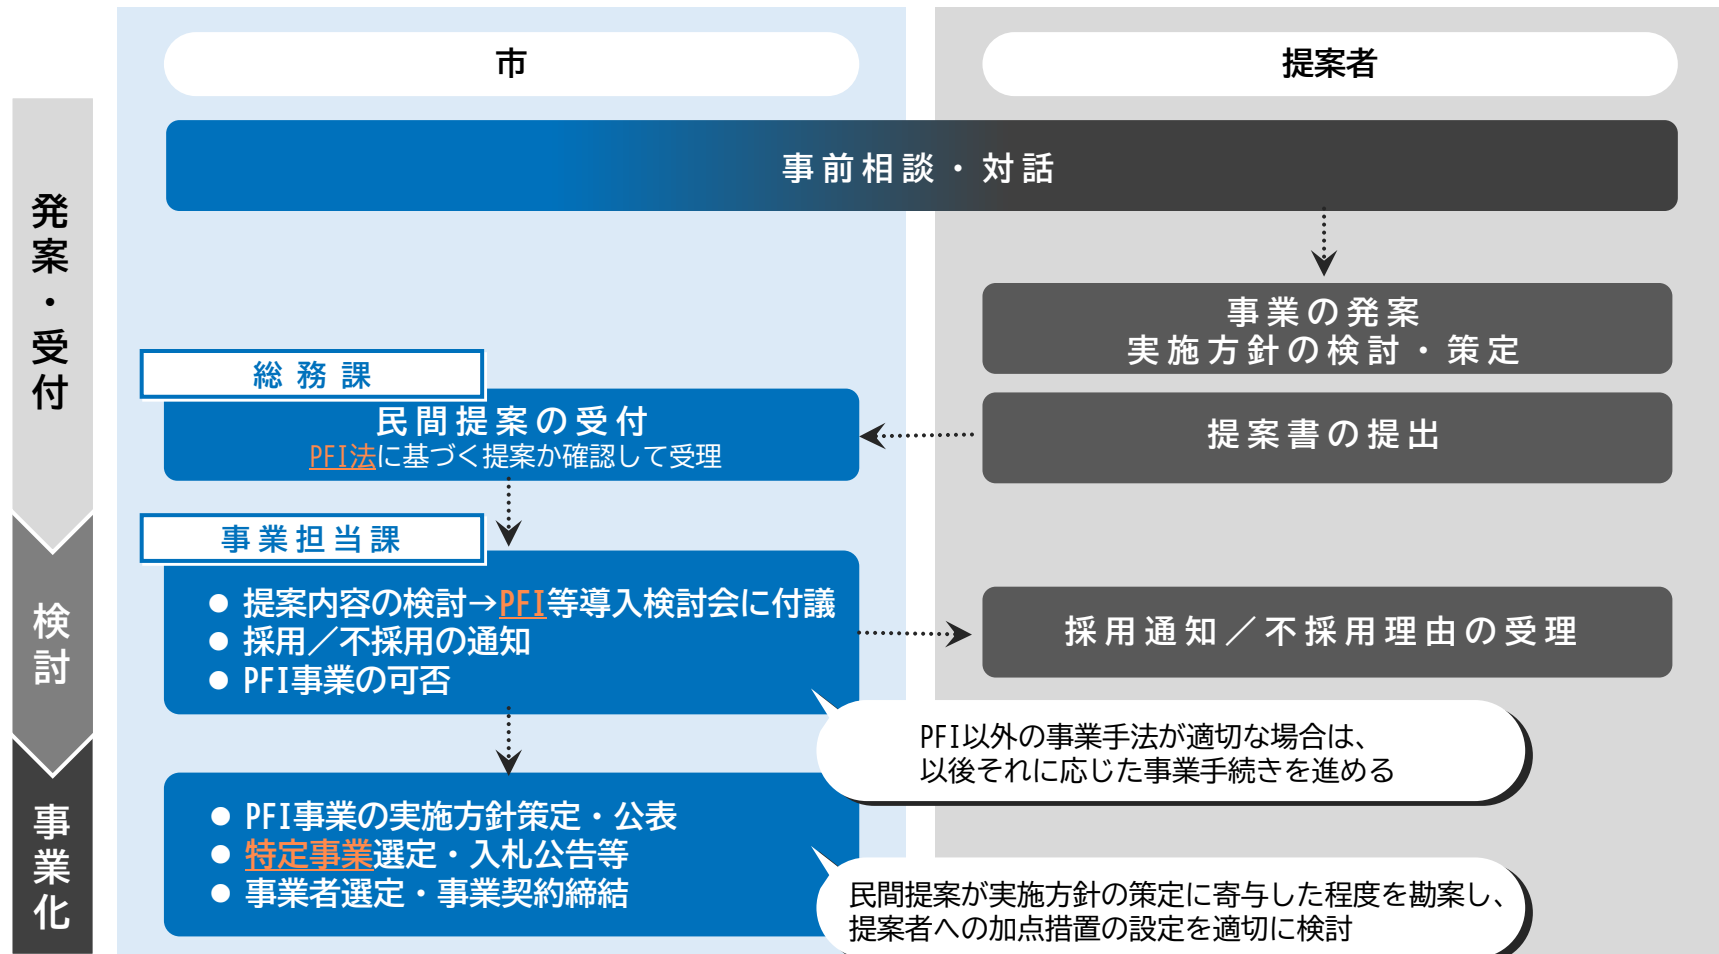 市
提案者
事前相談・対話
発案・受付
事業の発案
実施方針の検討・策定
総務課
民間提案の受付
PFI法に基づく提案か確認して受理
提案書の提出
検討
事業担当課
● 提案内容の検討→PFI等導入検討会に付議
● 採用／不採用の通知
● PFI事業の可否
採用通知／不採用理由の受理
PFI以外の事業手法が適切な場合は、
以後それに応じた事業手続きを進める
事業化
● PFI事業の実施方針策定・公表
● 特定事業選定・入札公告等
● 事業者選定・事業契約締結
民間提案が実施方針の策定に寄与した程度を勘案し、
提案者への加点措置の設定を適切に検討